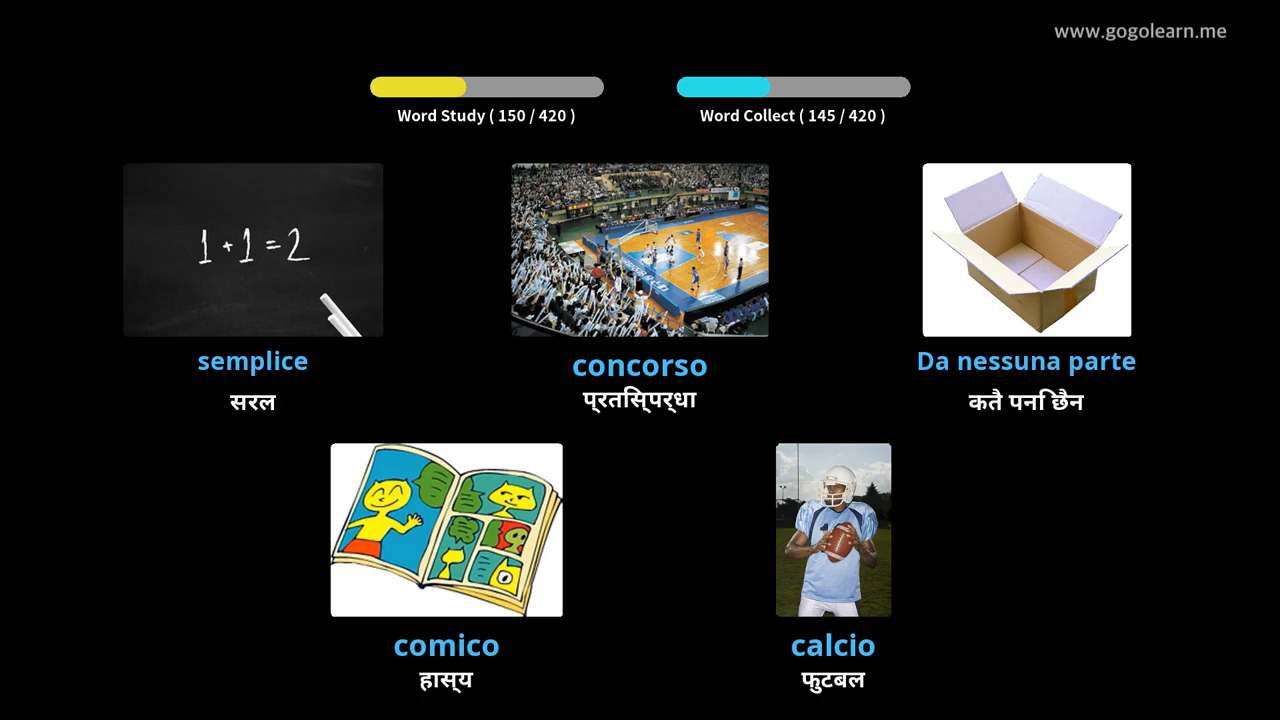 www.gogolearn.me
Word Study ( 150 / 420 )
Word Collect ( 145 / 420 )
1 + 1 = 2
semplice
concorso
Da nessuna parte
सरल
प्रतिस्पर्धा
कतै पनि छैन
comico
calcio
हास्य
फुटबल